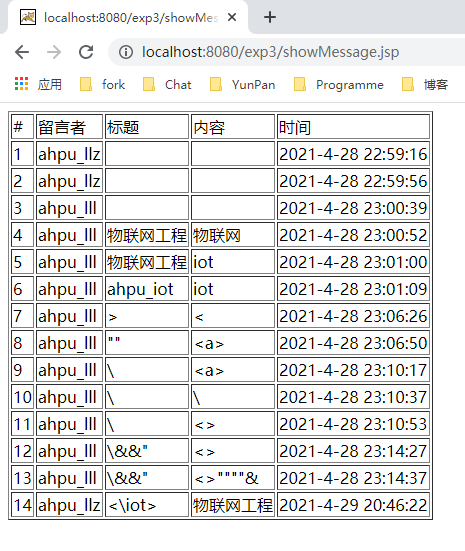 localhost:8080/exp3/showMess
localhost:8080/exp3/showMessage.jsp
应用 fork Chat YunPan Programme 博客
# 留言者 标题 内容 时间
1 ahpu_llz 2021-4-28 22:59:16
2 ahpu_llz 2021-4-28 22:59:56
3 ahpu_lll 2021-4-28 23:00:39
4 ahpu_lll 物联网工程 物联网 2021-4-28 23:00:52
5 ahpu_lll 物联网工程 iot 2021-4-28 23:01:00
6 ahpu_lll ahpu_iot iot 2021-4-28 23:01:09
7 ahpu_lll > < 2021-4-28 23:06:26
8 ahpu_lll "" <a> 2021-4-28 23:06:50
9 ahpu_lll \ <a> 2021-4-28 23:10:17
10 ahpu_lll \ \ 2021-4-28 23:10:37
11 ahpu_lll \ <> 2021-4-28 23:10:53
12 ahpu_lll \&&" <> 2021-4-28 23:14:27
13 ahpu_lll \&&" <>""""& 2021-4-28 23:14:37
14 ahpu_llz <\iot> 物联网工程 2021-4-29 20:46:22